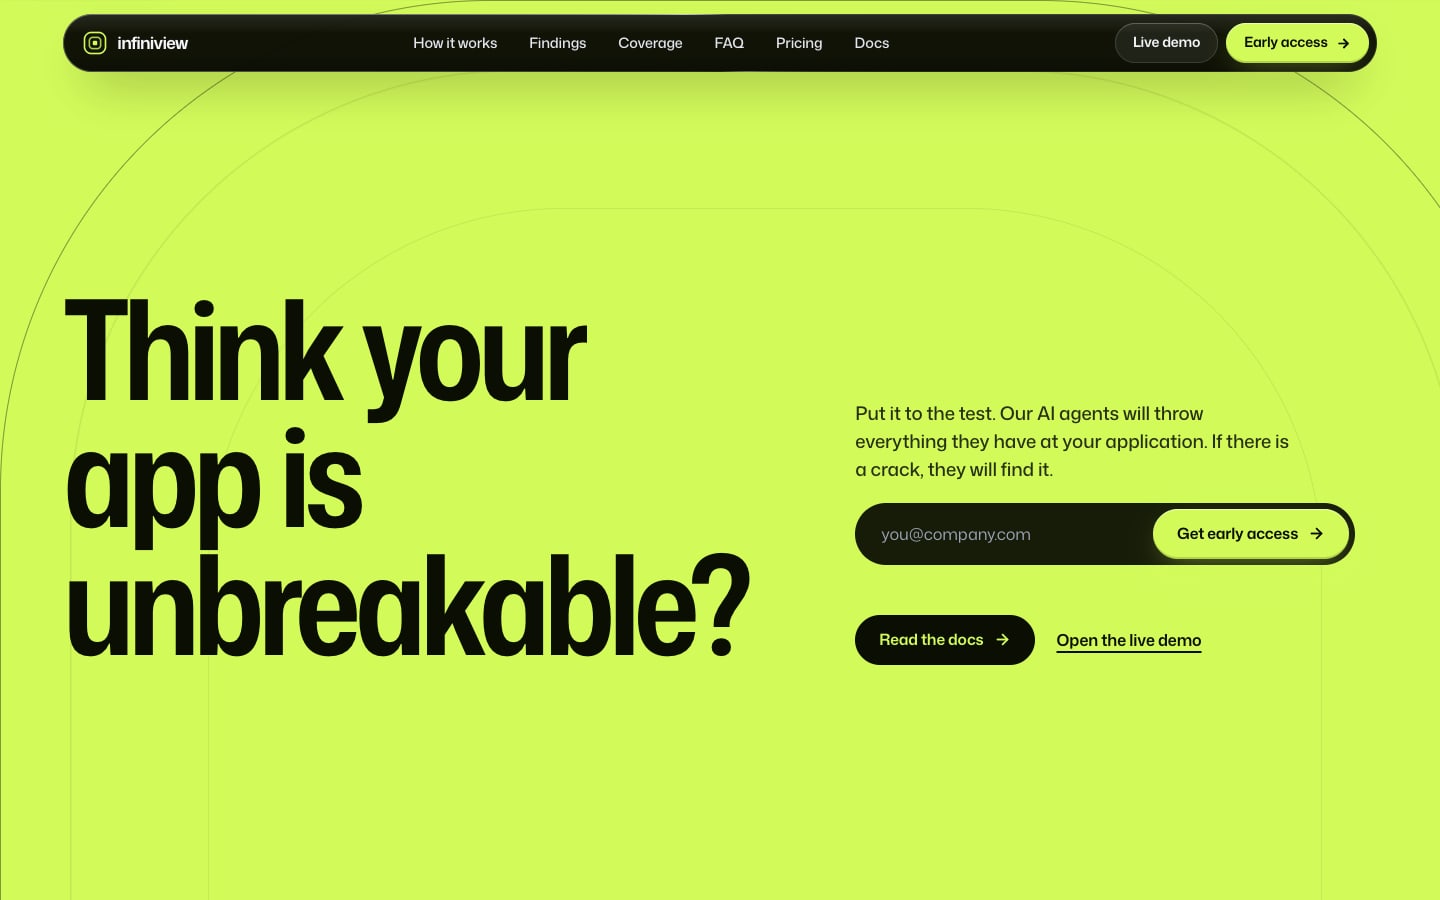 infiniview
How it works
Findings
Coverage
FAQ
Pricing
Docs
Live demo
Early access
Think your
app is
unbreakable?
Put it to the test. Our AI agents will throw
everything they have at your application. If there is
a crack, they will find it.
you@company.com
Get early access
Read the docs
Open the live demo